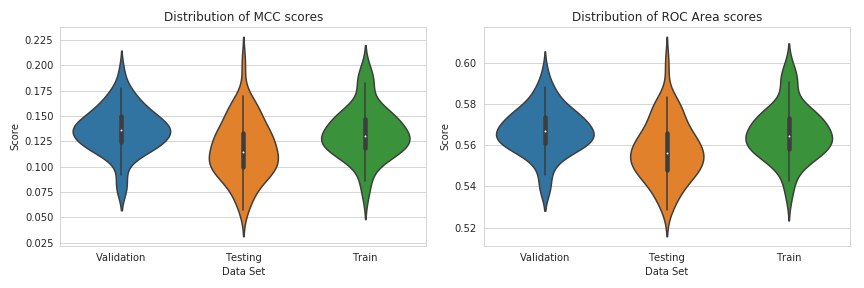 Distribution of MCC scores
0.225
0.200
0.175
0.150
0.125
0.100
0.075
0.050
0.025
Score
Validation
Testing
Train
Data Set
Distribution of ROC Area scores
0.60
0.58
0.56
0.54
0.52
Score
Validation
Testing
Train
Data Set